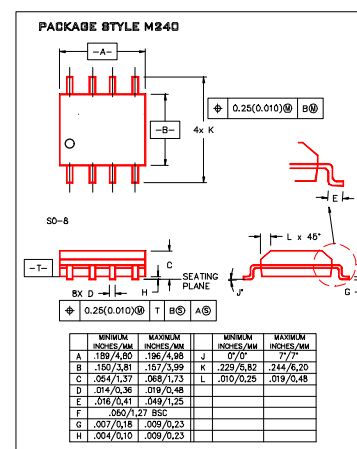 PACKAGE STYLE M240
-A-
-B-
4x K
⌖ 0.25(0.010)Ⓜ BⓂ
E
SO-8
-T-
C
SEATING
PLANE
8X D
H
L x 45°
J°
G
⌖ 0.25(0.010)Ⓜ T BⓈ AⓈ
MINIMUM INCHES/MM MAXIMUM INCHES/MM MINIMUM INCHES/MM MAXIMUM INCHES/MM
A .189/4,80 .196/4,98 J 0°/0° 7°/7°
B .150/3,81 .157/3,99 K .229/5,82 .244/6,20
C .054/1,37 .068/1,73 L .010/0,25 .019/0,48
D .014/0,36 .019/0,48
E .016/0,41 .049/1,25
F .050/1,27 BSC
G .007/0,18 .009/0,23
H .004/0,10 .009/0,23